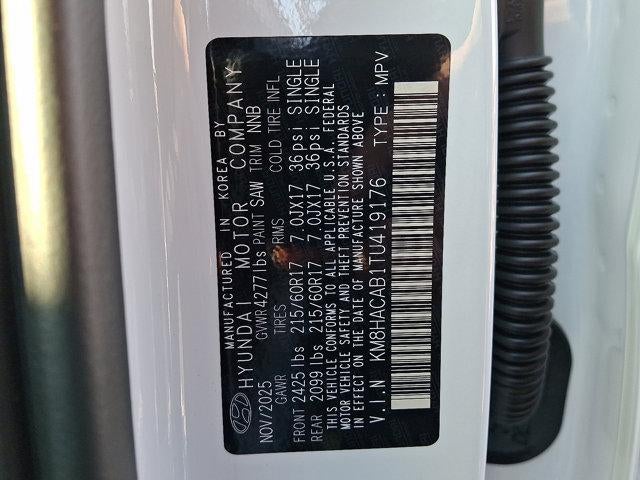 MANUFACTURED IN KOREA BY
HYUNDAI MOTOR COMPANY
NOV/2025 GVWR 4277 lbs PAINT SAW TRIM NNB
GAWR TIRES RIMS COLD TIRE INFL
FRONT 2425 lbs 215/60R17 7.0JX17 36psi SINGLE
REAR 2099 lbs 215/60R17 7.0JX17 36psi SINGLE
THIS VEHICLE CONFORMS TO ALL APPLICABLE U.S.A. FEDERAL
MOTOR VEHICLE SAFETY AND THEFT PREVENTION STANDARDS
IN EFFECT ON THE DATE OF MANUFACTURE SHOWN ABOVE
V.I.N KM8HACAB1TU419176 TYPE : MPV